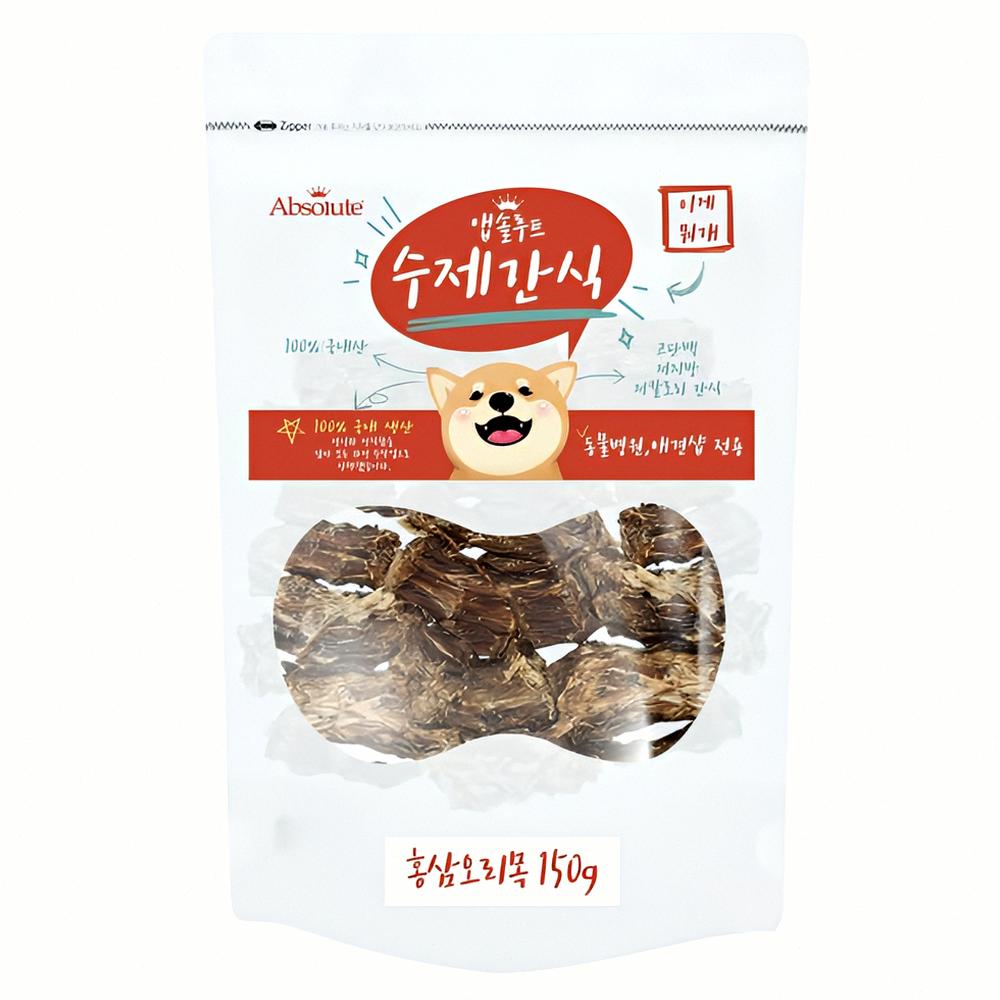 Zipper
Absolute
앱솔루트
수제간식
이게
뭐개
100% 국내산
고단백
저지방
저칼로리 간식
100% 국내 생산
동물병원,애견샵 전용
홍삼오리목 150g